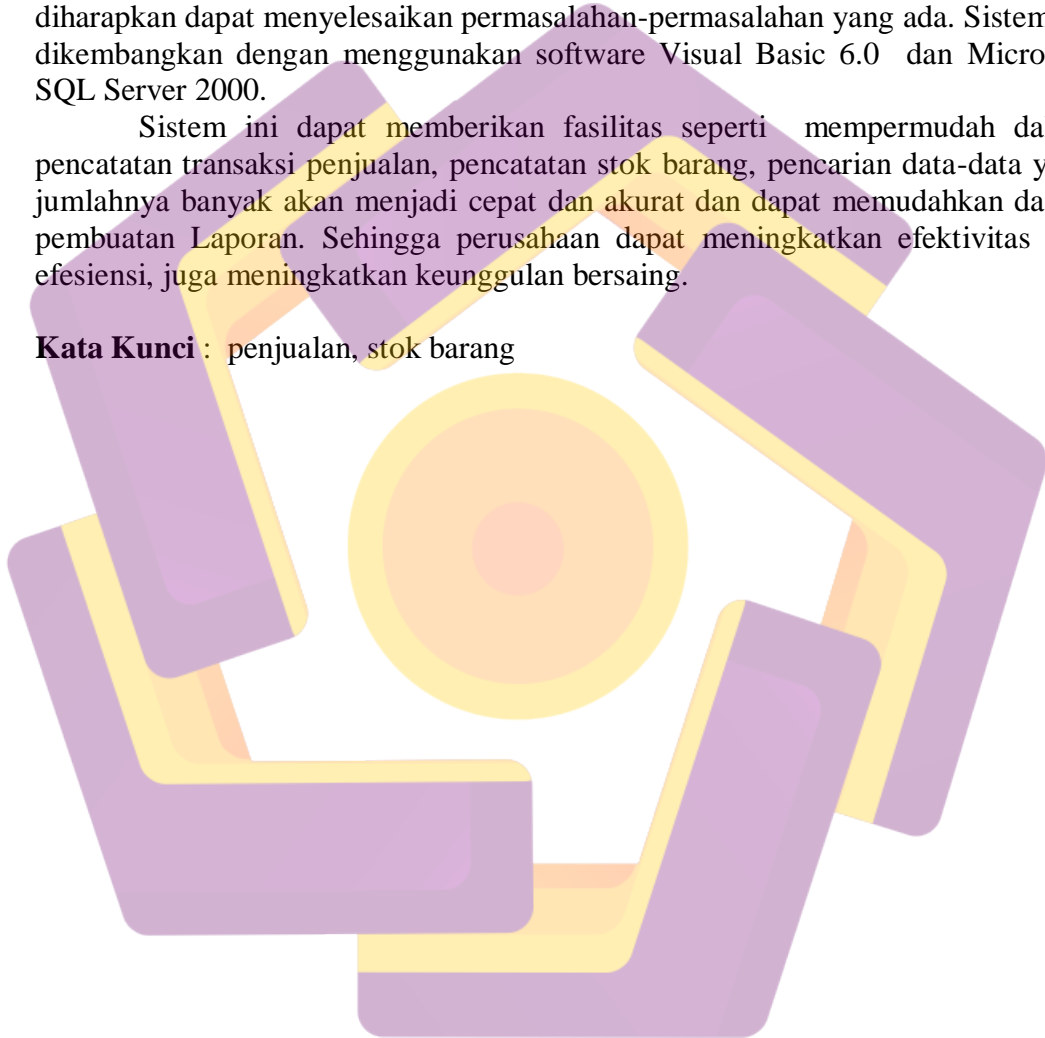 diharapkan dapat menyelesaikan permasalahan-permasalahan yang ada. Sistem
dikembangkan dengan menggunakan software Visual Basic 6.0 dan Micro
SQL Server 2000.
Sistem ini dapat memberikan fasilitas seperti mempermudah da
pencatatan transaksi penjualan, pencatatan stok barang, pencarian data-data y
jumlahnya banyak akan menjadi cepat dan akurat dan dapat memudahkan da
pembuatan Laporan. Sehingga perusahaan dapat meningkatkan efektivitas
efesiensi, juga meningkatkan keunggulan bersaing.
Kata Kunci : penjualan, stok barang